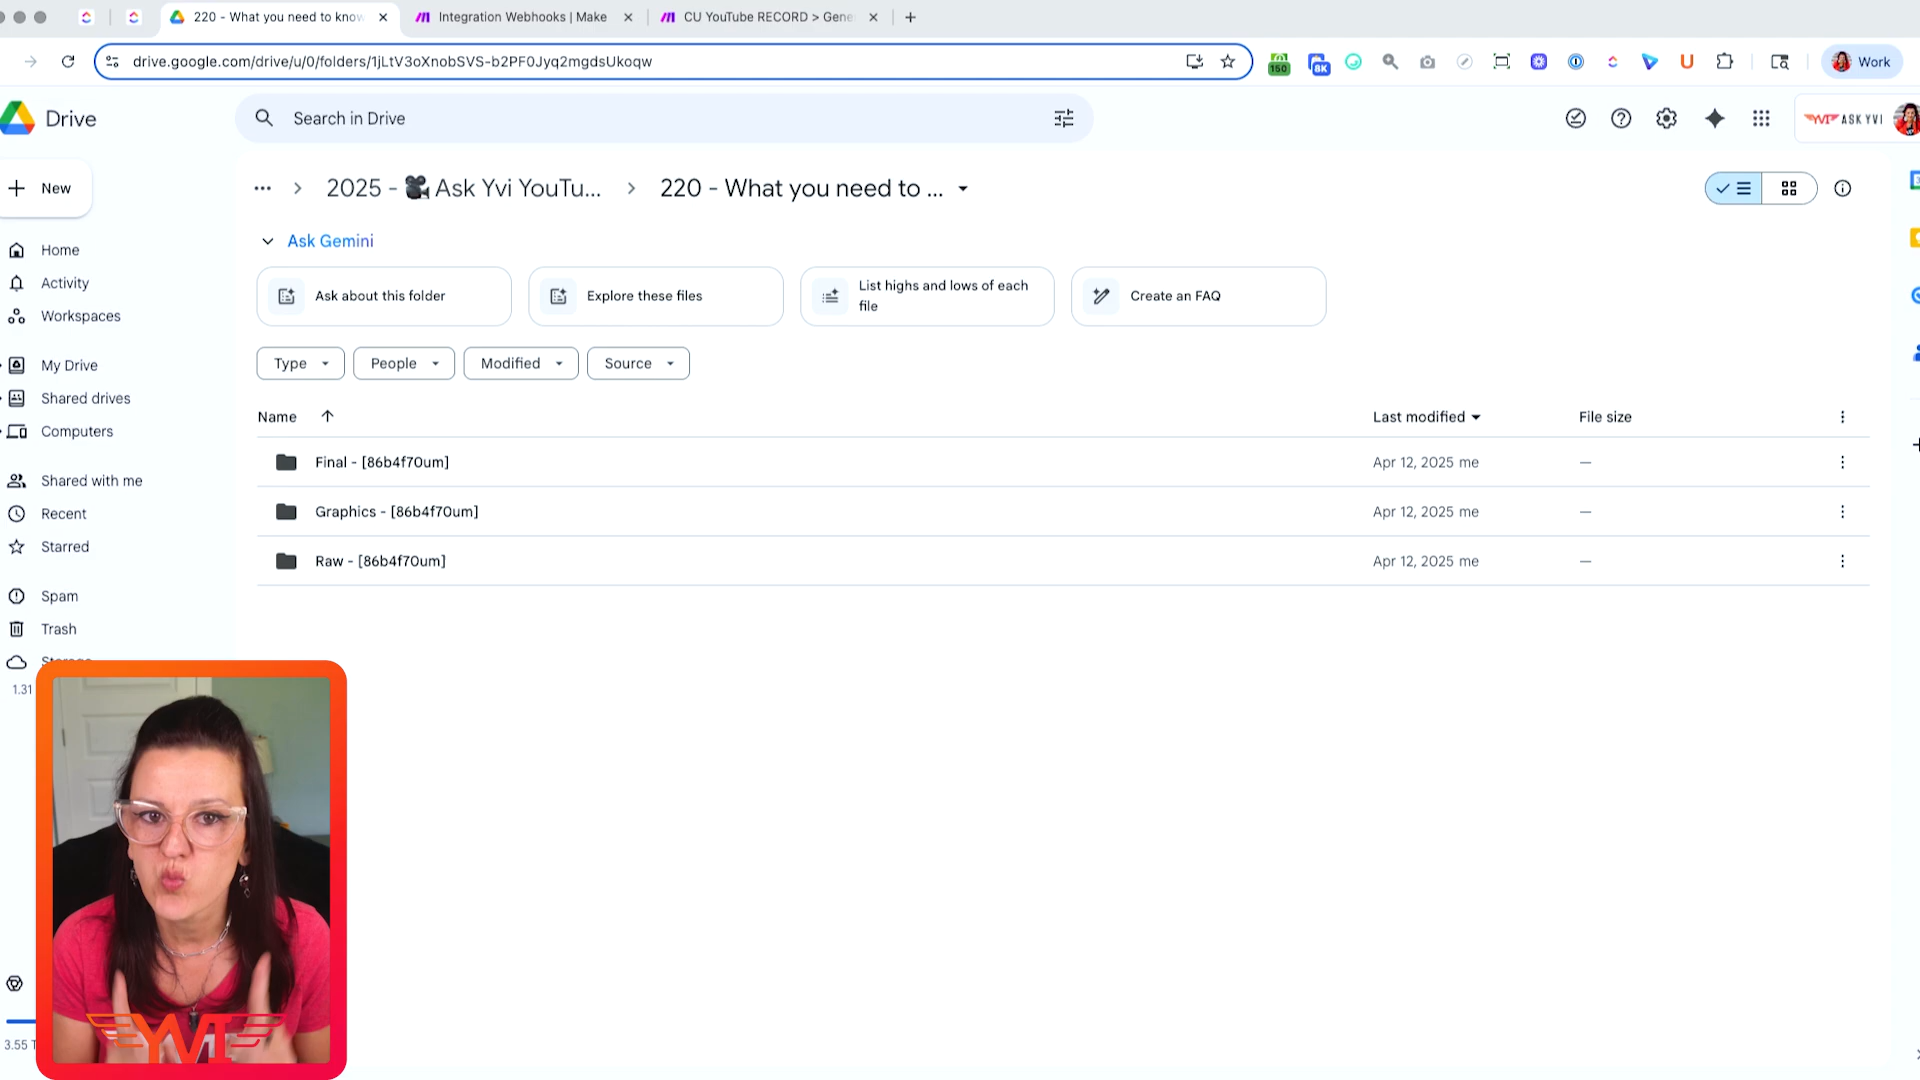 220 - What you need to know
Integration Webhooks | Make
CU YouTube RECORD > Gene
drive.google.com/drive/u/0/folders/1jLtV3oXnobSVS-b2PF0Jyq2mgdsUkoqw
150
8K
Work
Drive
Search in Drive
YVI ASK YVI
New
2025 - 🎥 Ask Yvi YouTu...
220 - What you need to ...
Ask Gemini
Ask about this folder
Explore these files
List highs and lows of each
file
Create an FAQ
Type
People
Modified
Source
Name
Last modified
File size
Final - [86b4f70um]
Apr 12, 2025 me
—
Graphics - [86b4f70um]
Apr 12, 2025 me
—
Raw - [86b4f70um]
Apr 12, 2025 me
—
Home
Activity
Workspaces
My Drive
Shared drives
Computers
Shared with me
Recent
Starred
Spam
Trash
Storage
1.31
3.55 T
YVI